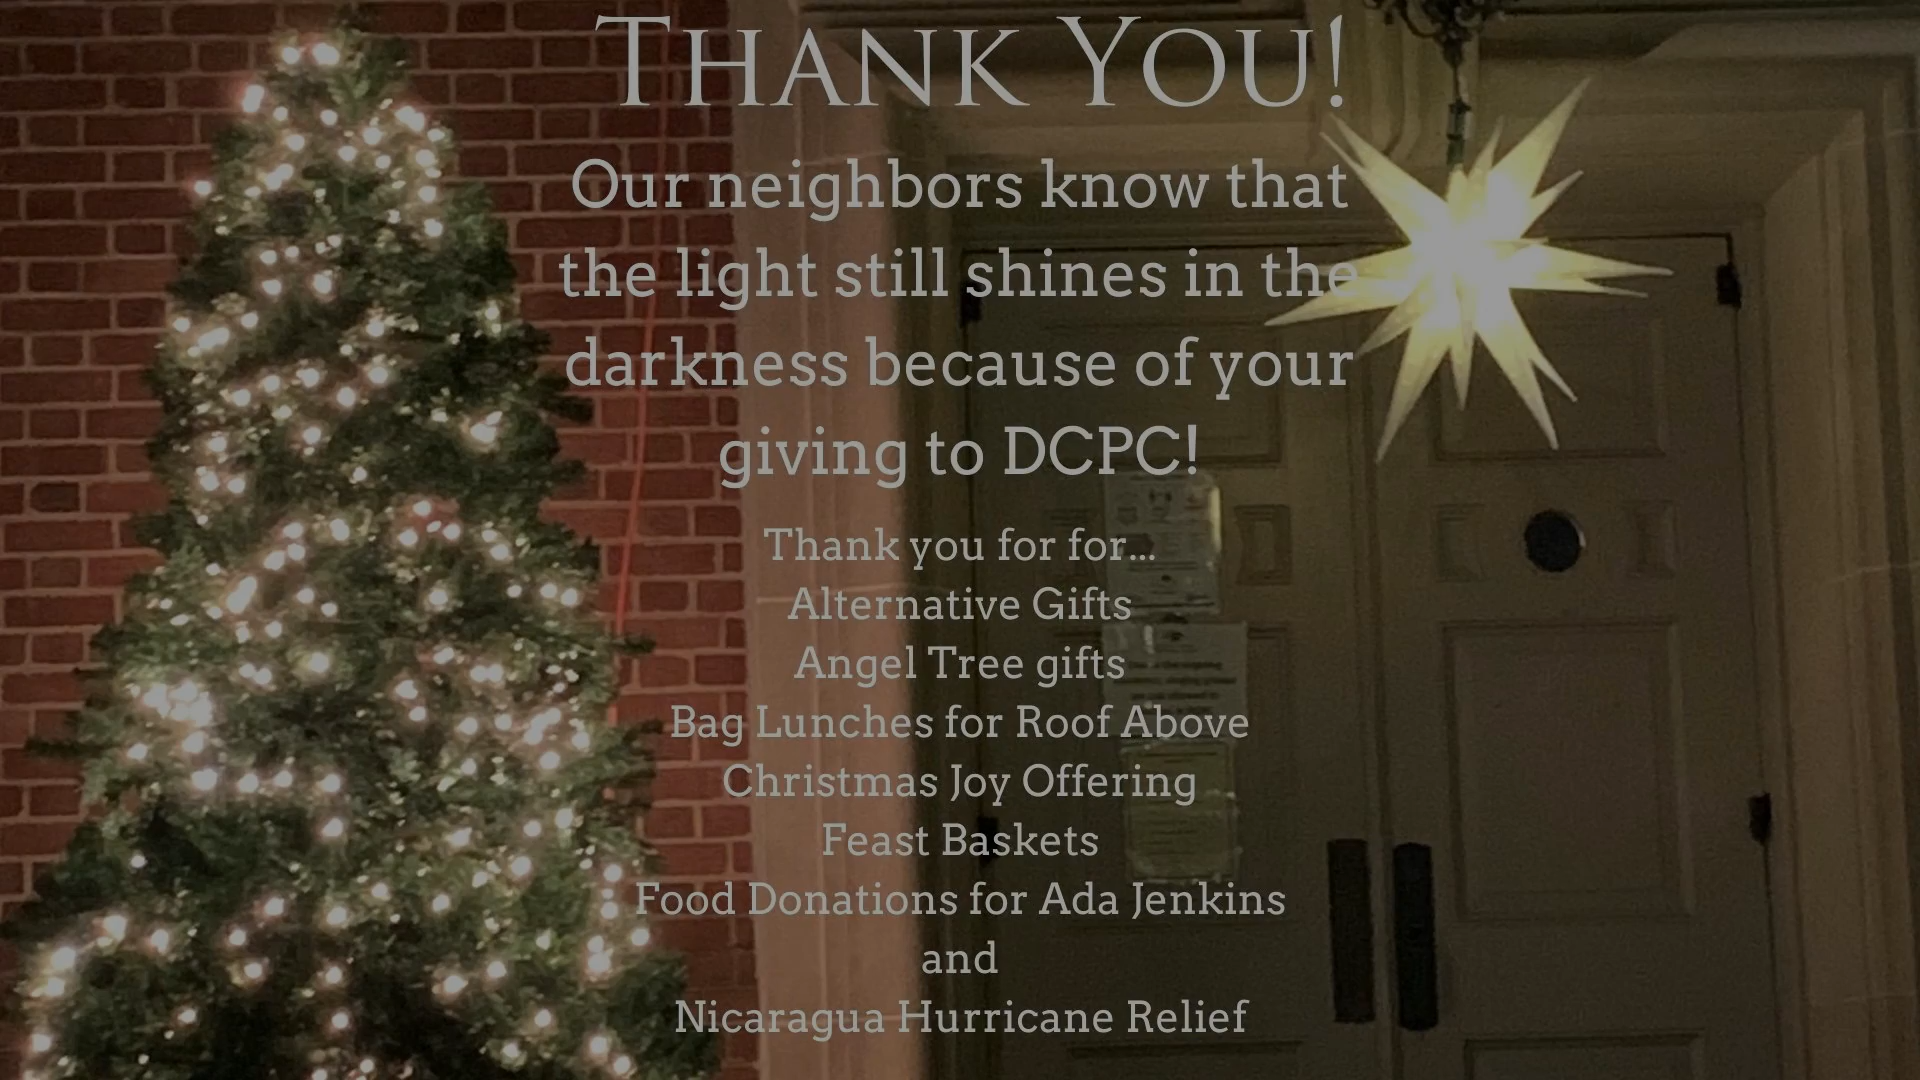 Thank You!
Our neighbors know that
the light still shines in the
darkness because of your
giving to DCPC!
Thank you for for...
Alternative Gifts
Angel Tree gifts
Bag Lunches for Roof Above
Christmas Joy Offering
Feast Baskets
Food Donations for Ada Jenkins
and
Nicaragua Hurricane Relief